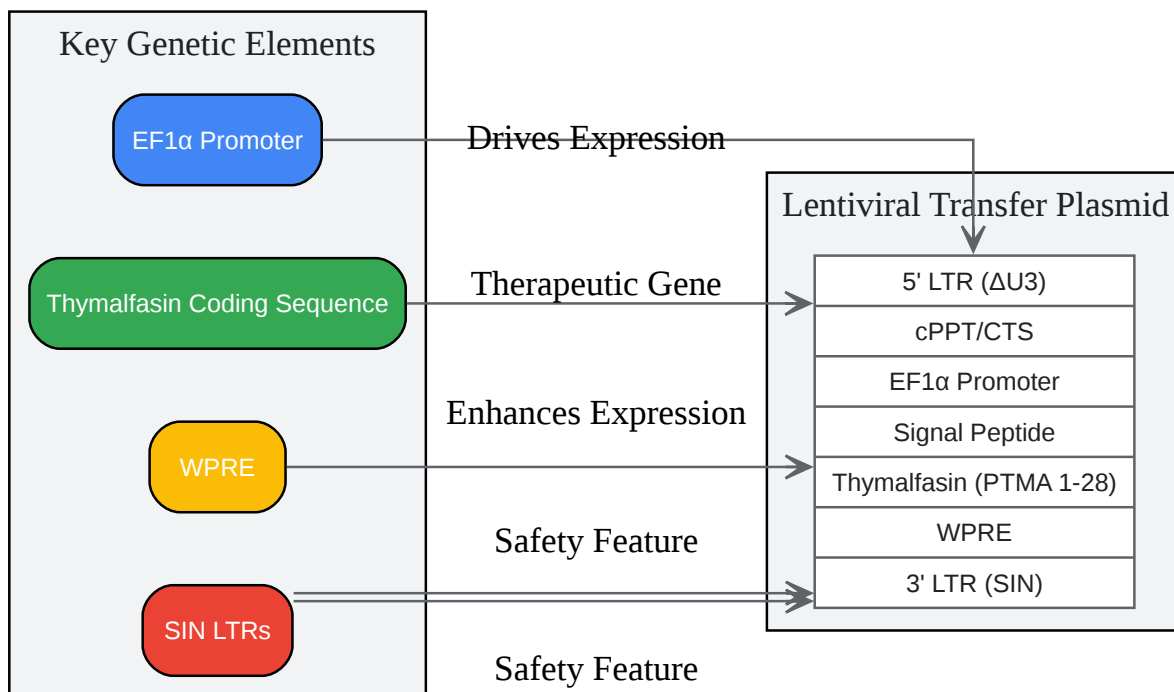 Key Genetic Elements
EF1α Promoter
Drives Expression
Thymalfasin Coding Sequence
Therapeutic Gene
WPRE
Enhances Expression
SIN LTRs
Safety Feature
Safety Feature
Lentiviral Transfer Plasmid
5' LTR (ΔU3)
cPPT/CTS
EF1α Promoter
Signal Peptide
Thymalfasin (PTMA 1-28)
WPRE
3' LTR (SIN)